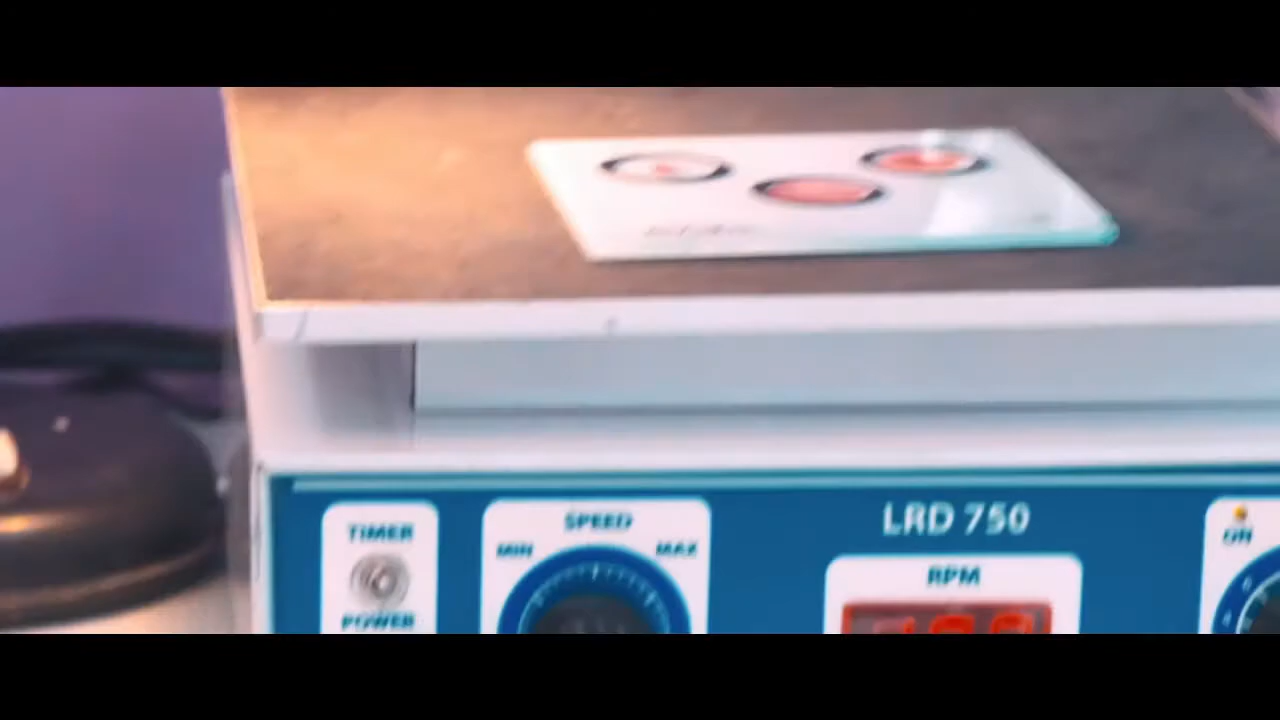 LRD 750
SPEED
TIMER
MIN
MAX
ON
RPM
POWER